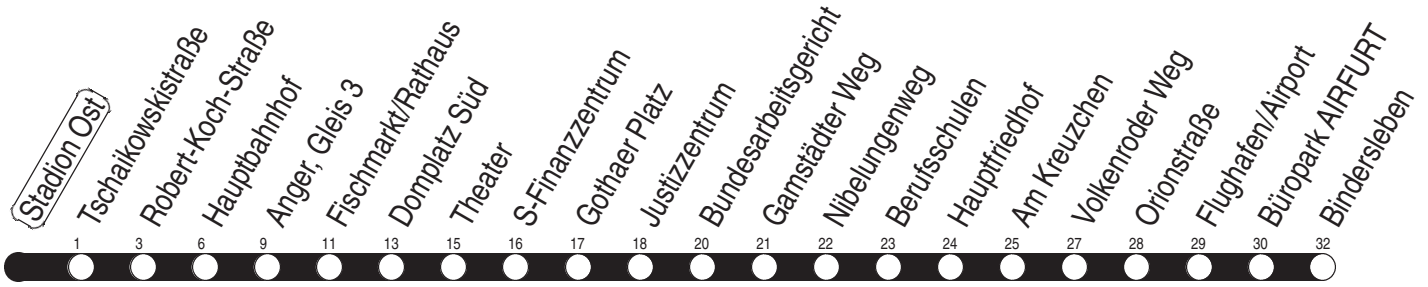 Stadion Ost
Tschaikowskistraße
Robert-Koch-Straße
Hauptbahnhof
Anger, Gleis 3
Fischmarkt/Rathaus
Domplatz Süd
Theater
S-Finanzzentrum
Gothaer Platz
Justizzentrum
Bundesarbeitsgericht
Gamstädter Weg
Nibelungenweg
Berufsschulen
Hauptfriedhof
Am Kreuzchen
Volkenroder Weg
Orionstraße
Flughafen/Airport
Büropark AIRFURT
Bindersleben
1 3 6 9 11 13 15 16 17 18 20 21 22 23 24 25 27 28 29 30 32